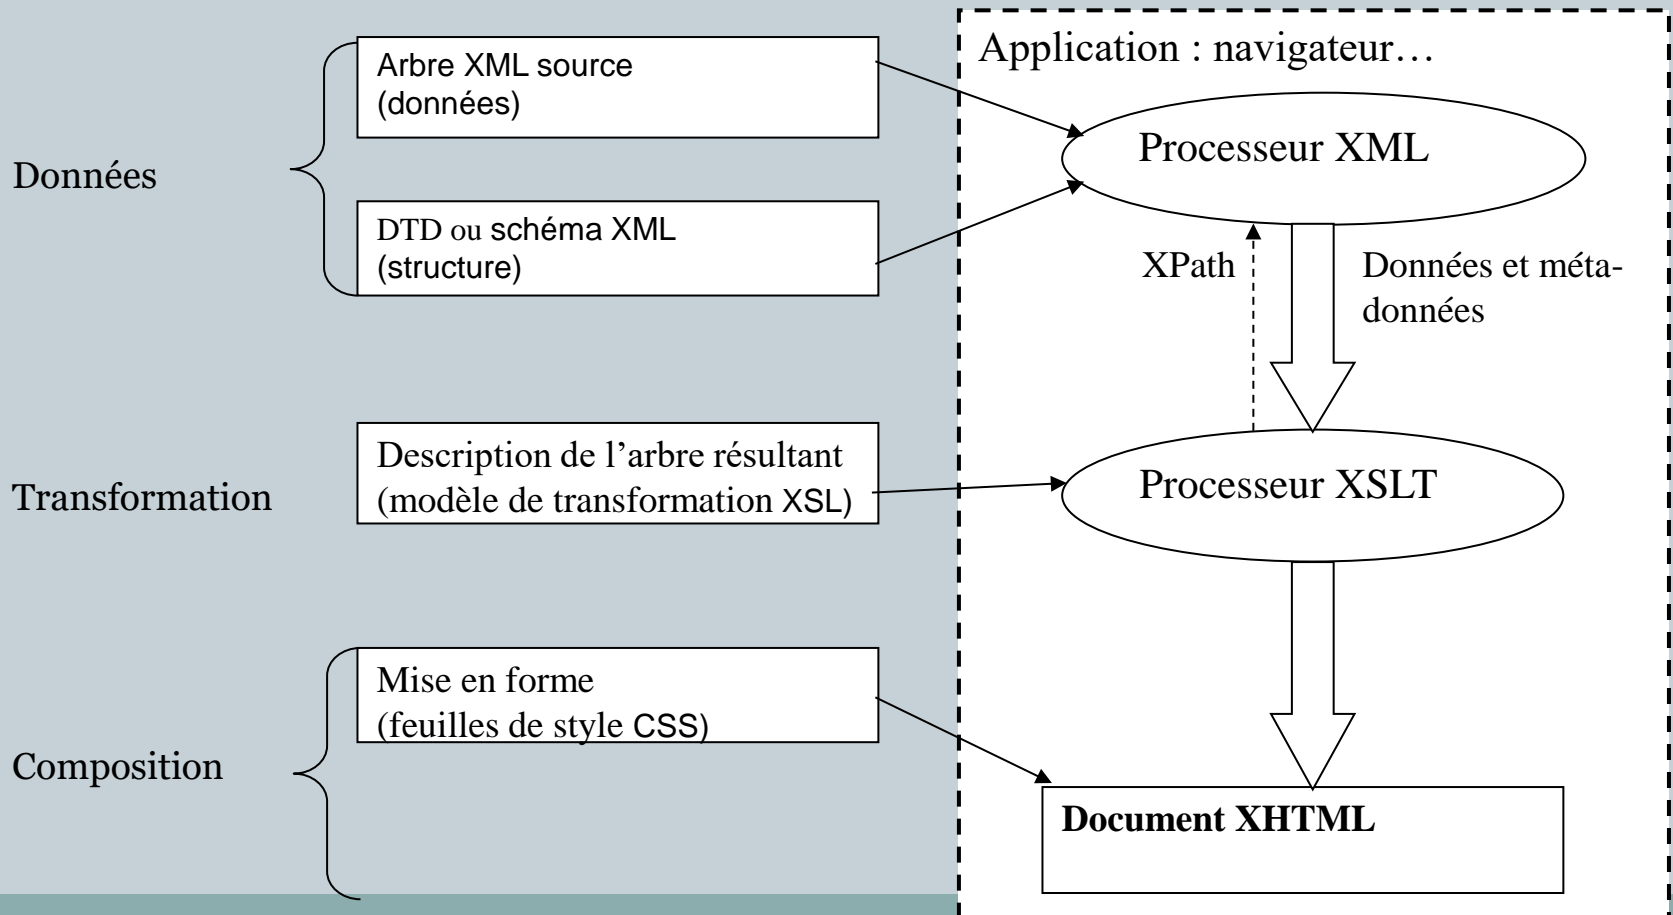 Application : navigateur…
Arbre XML source
(données)
Processeur XML
Données
DTD ou schéma XML
(structure)
XPath
Données et méta-
données
Description de l’arbre résultant
(modèle de transformation XSL)
Processeur XSLT
Transformation
Mise en forme
(feuilles de style CSS)
Composition
Document XHTML